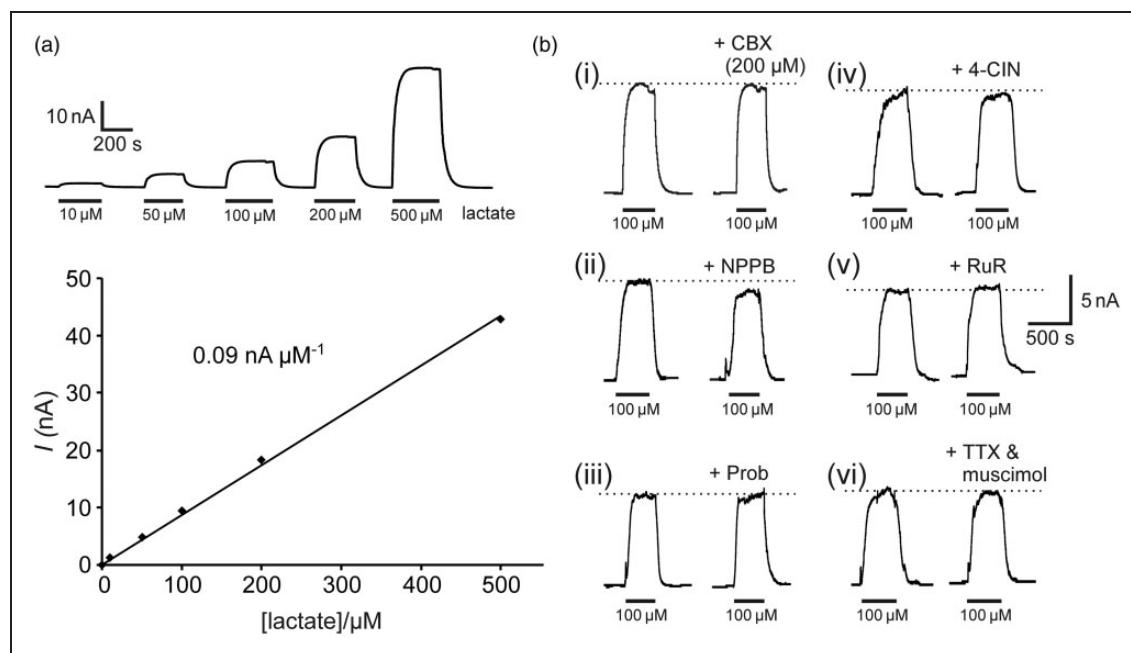 (a)
10 nA
200 s
10 µM 50 µM 100 µM 200 µM 500 µM lactate
50
40
30
20
10
0
I (nA)
0.09 nA µM⁻¹
0 100 200 300 400 500
[lactate]/µM
(b)
(i)
+ CBX
(200 µM)
100 µM 100 µM
(ii)
+ NPPB
100 µM 100 µM
(iii)
+ Prob
100 µM 100 µM
(iv)
+ 4-CIN
100 µM 100 µM
(v)
+ RuR
5 nA
500 s
100 µM 100 µM
(vi)
+ TTX &
muscimol
100 µM 100 µM